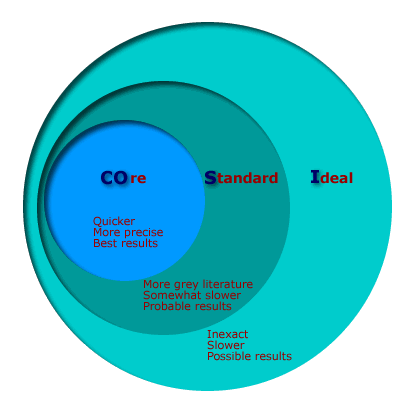 COre Standard Ideal
Quicker
More precise
Best results
More grey literature
Somewhat slower
Probable results
Inexact
Slower
Possible results